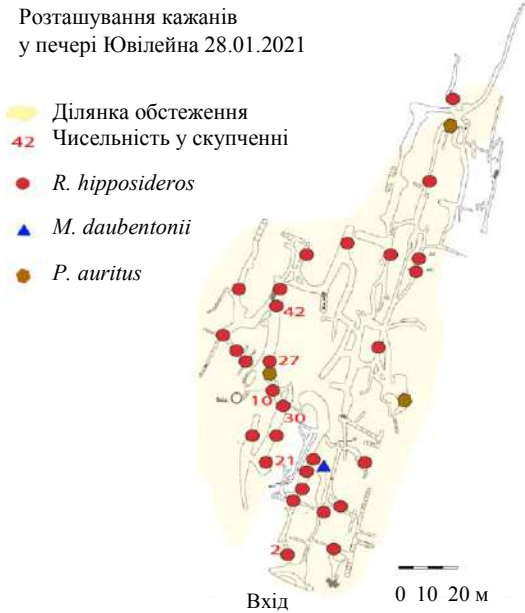 Розташування кажанів
у печері Ювілейна 28.01.2021
Ділянка обстеження
42 Чисельність у скупченні
R. hipposideros
M. daubentonii
P. auritus
42
27
10
30
21
2
Вхід
0 10 20 м